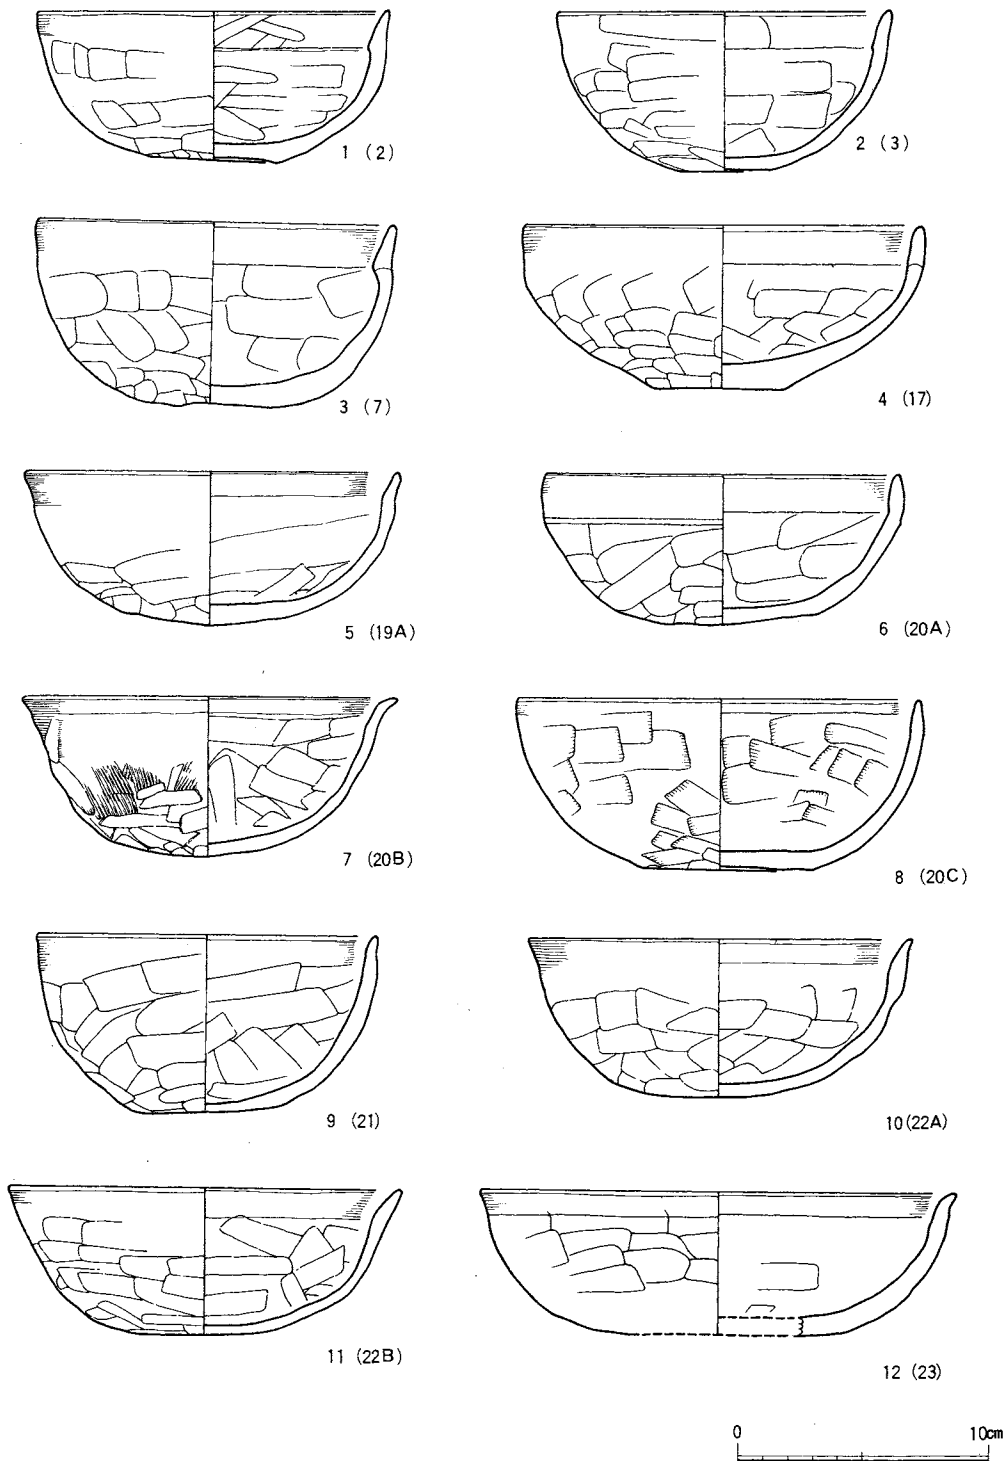 1 (2)
2 (3)
3 (7)
4 (17)
5 (19A)
6 (20A)
7 (20B)
8 (20C)
9 (21)
10 (22A)
11 (22B)
12 (23)
0 10cm